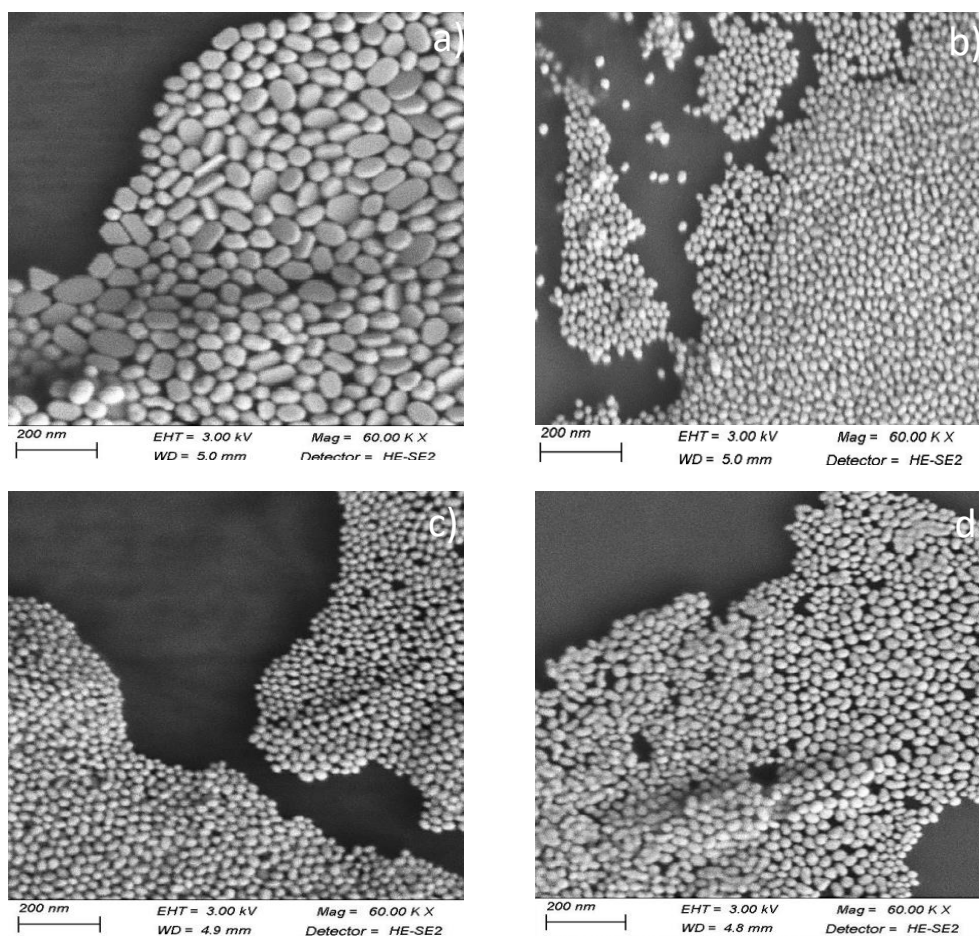 a)
b)
200 nm EHT = 3.00 kV Mag = 60.00 K X
WD = 5.0 mm Detector = HE-SE2
200 nm EHT = 3.00 kV Mag = 60.00 K X
WD = 5.0 mm Detector = HE-SE2
c)
d
200 nm EHT = 3.00 kV Mag = 60.00 K X
WD = 4.9 mm Detector = HE-SE2
200 nm EHT = 3.00 kV Mag = 60.00 K X
WD = 4.8 mm Detector = HE-SE2